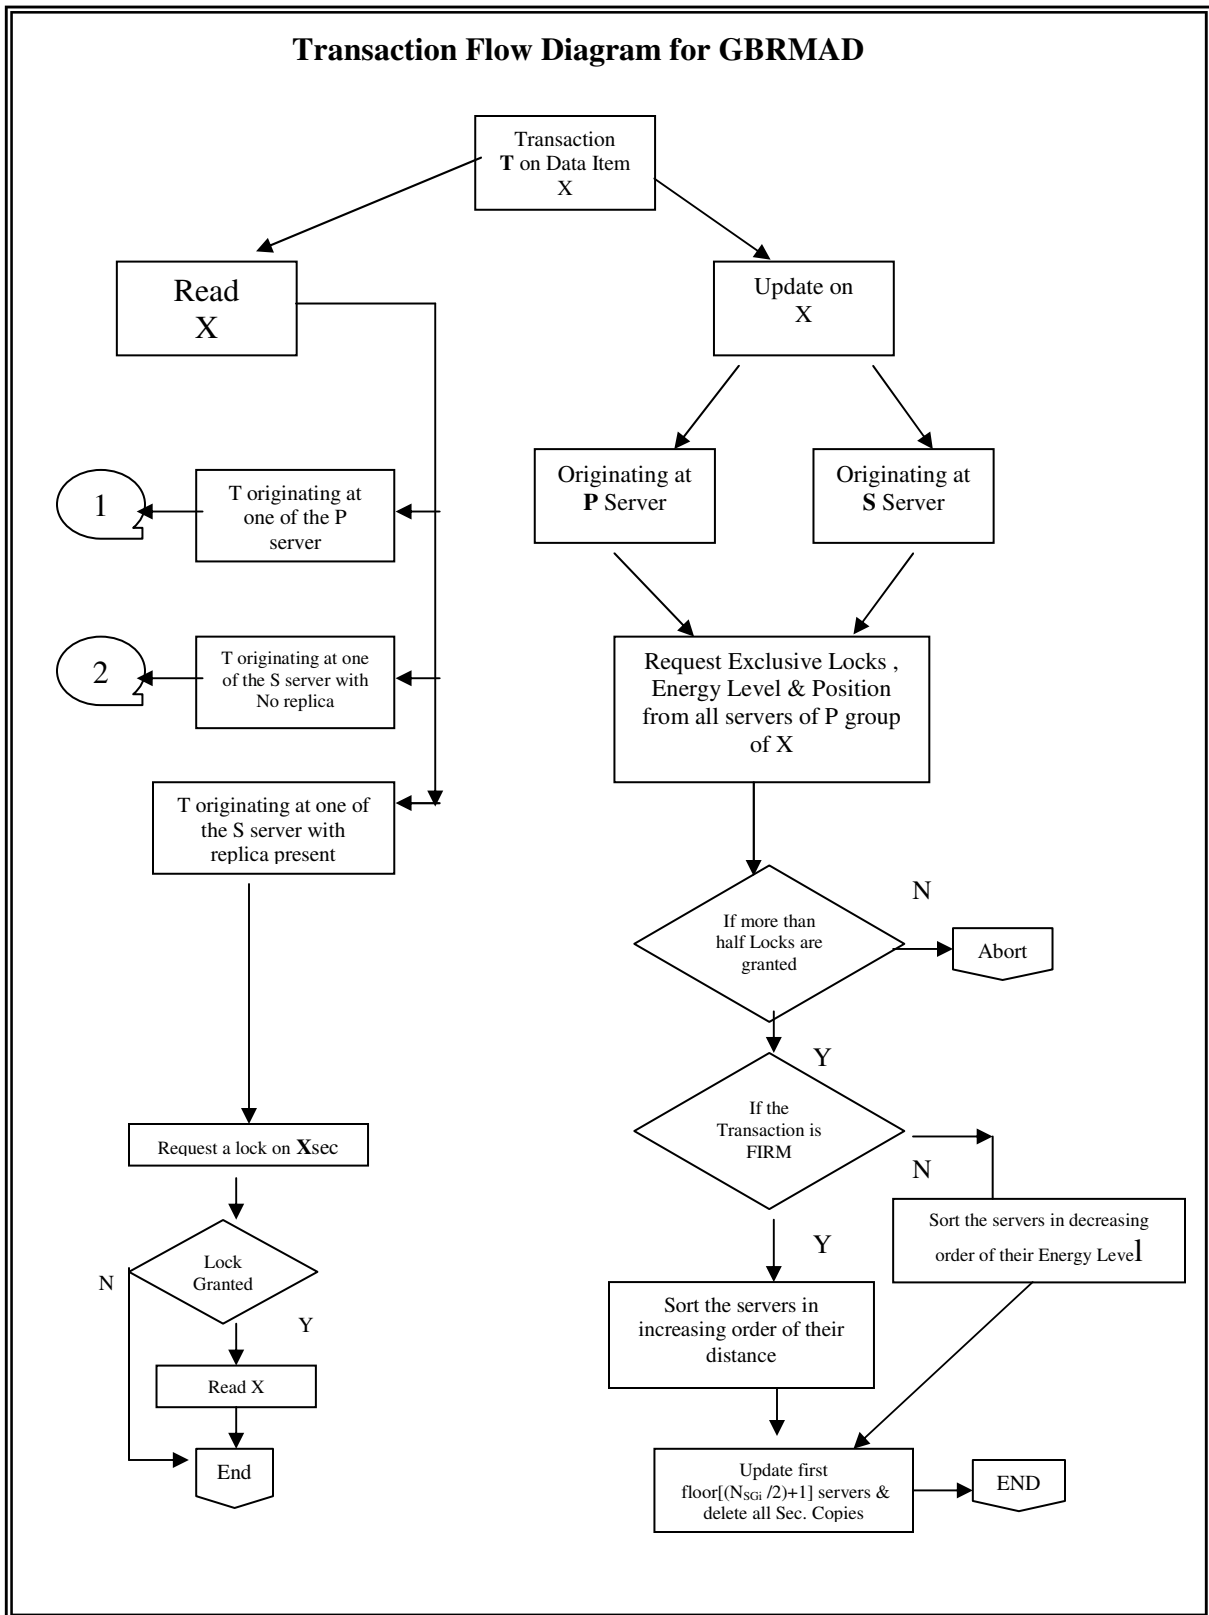 Transaction Flow Diagram for GBRMAD
Transaction
T on Data Item
X
Read
X
Update on
X
Originating at
P Server
Originating at
S Server
1
T originating at
one of the P
server
2
T originating at one
of the S server with
No replica
T originating at one of
the S server with
replica present
Request Exclusive Locks ,
Energy Level & Position
from all servers of P group
of X
If more than
half Locks are
granted
N
Abort
Y
If the
Transaction is
FIRM
N
Sort the servers in decreasing
order of their Energy Level
Y
Sort the servers in
increasing order of their
distance
Request a lock on Xsec
Lock
Granted
N
Y
Read X
End
Update first
floor[(NSGi /2)+1] servers &
delete all Sec. Copies
END